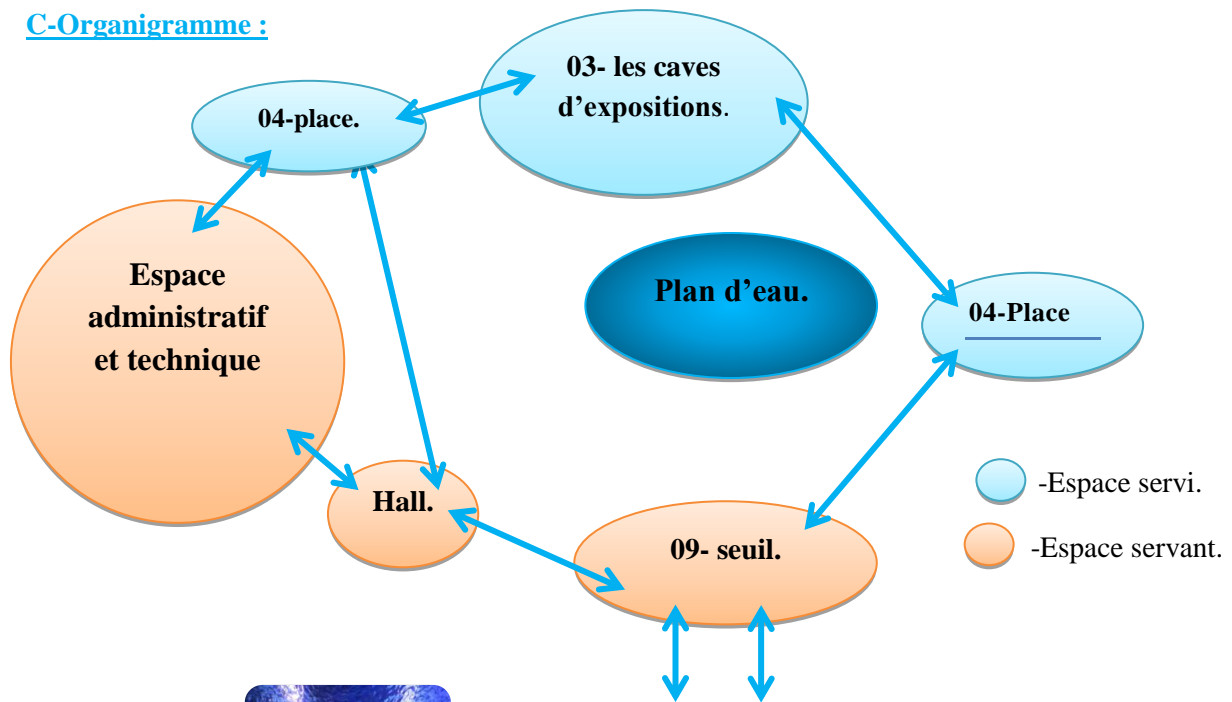 C-Organigramme :
03- les caves
d’expositions.
04-place.
Espace
administratif
et technique
Plan d’eau.
04-Place
Hall.
09- seuil.
-Espace servi.
-Espace servant.